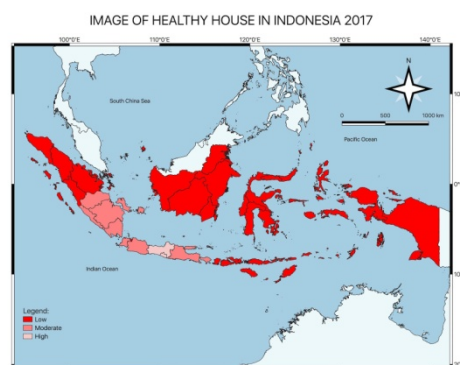 IMAGE OF HEALTHY HOUSE IN INDONESIA 2017
100°0'E 110°0'E 120°0'E 130°0'E 140°0'E
N
South China Sea
0 500 1000 km
Pacific Ocean
Indian Ocean
Legend:
Low
Moderate
High